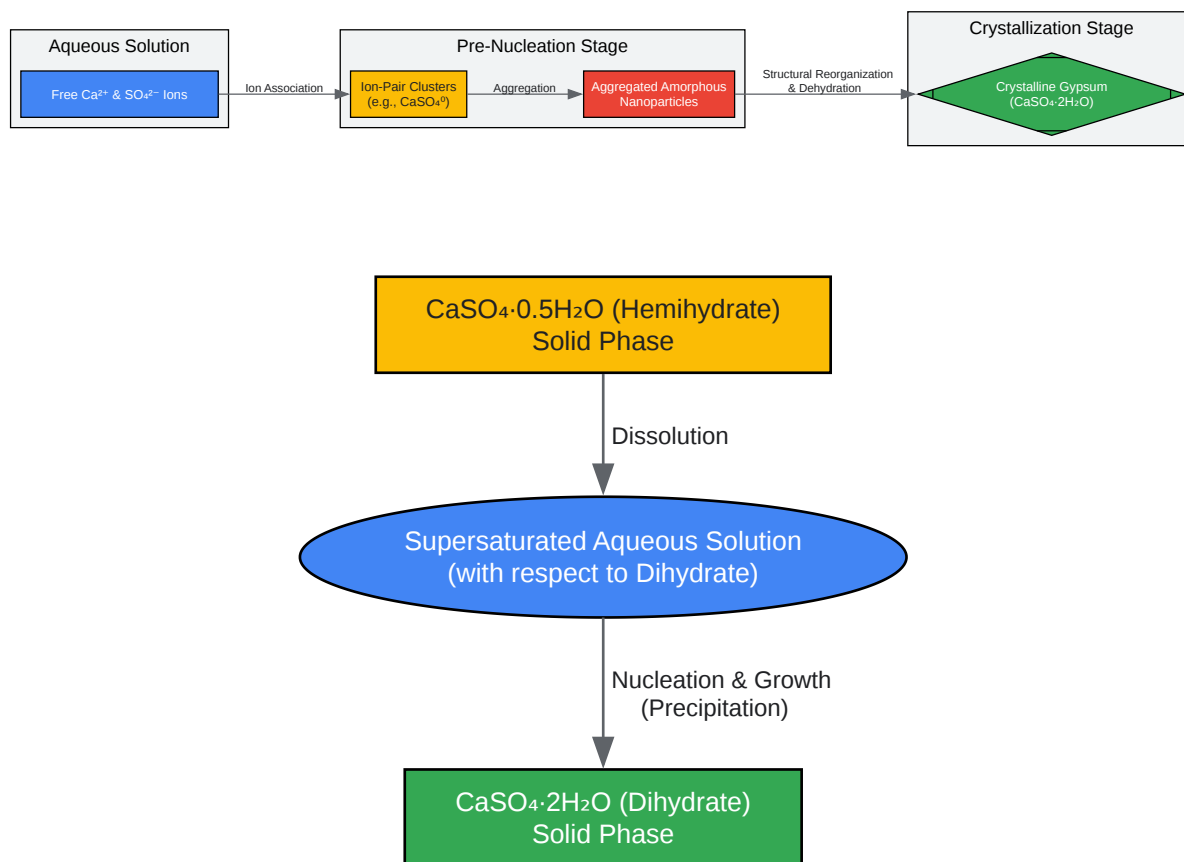 Aqueous Solution
Free Ca²⁺ & SO₄²⁻ Ions
Ion Association
Pre-Nucleation Stage
Ion-Pair Clusters
(e.g., CaSO₄⁰)
Aggregation
Aggregated Amorphous
Nanoparticles
Structural Reorganization
& Dehydration
Crystallization Stage
Crystalline Gypsum
(CaSO₄·2H₂O)
CaSO₄·0.5H₂O (Hemihydrate)
Solid Phase
Dissolution
Supersaturated Aqueous Solution
(with respect to Dihydrate)
Nucleation & Growth
(Precipitation)
CaSO₄·2H₂O (Dihydrate)
Solid Phase